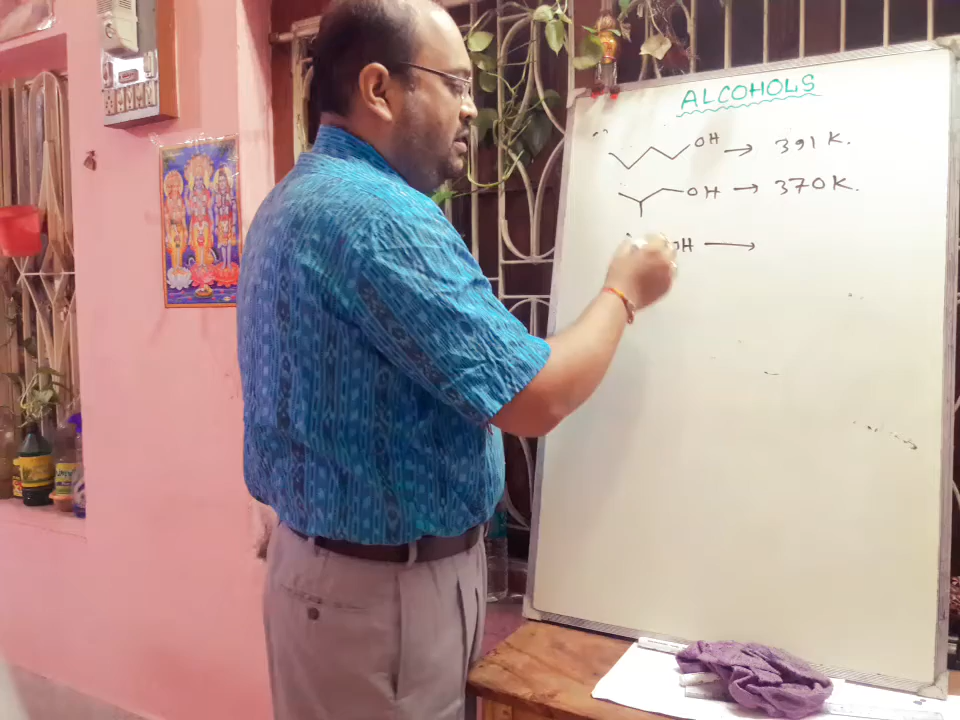 ALCOHOLS
OH → 391 K.
OH → 370 K.
OH →